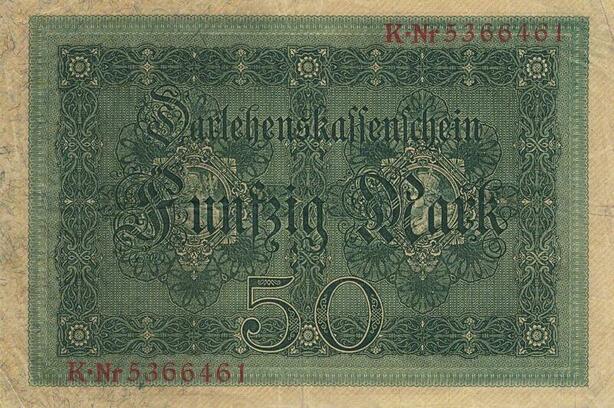 K·Nr 5366461
Darlehenskassenschein
Fünfzig Mark
50
K·Nr 5366461